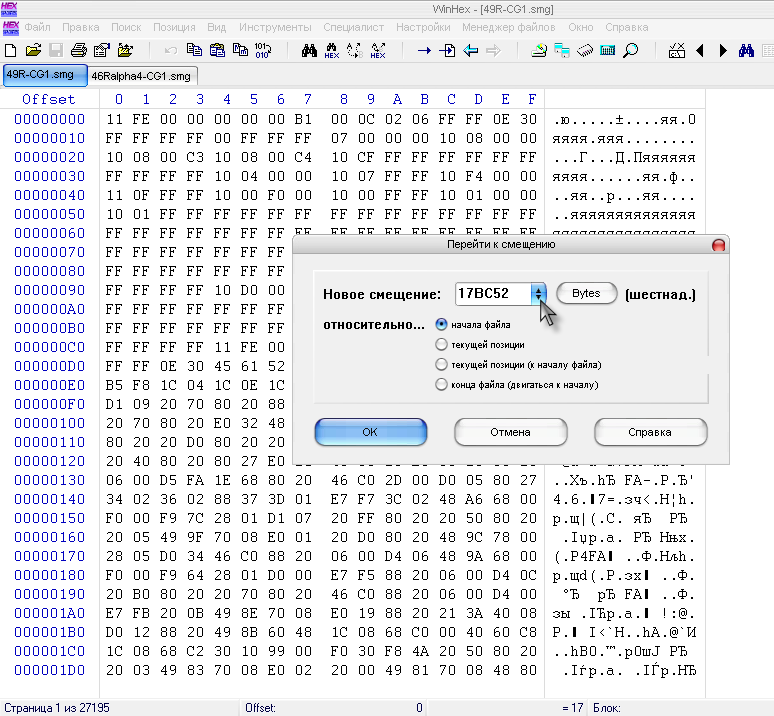 WinHex - [49R-CG1.smg]
Файл Правка Поиск Позиция Вид Инструменты Специалист Настройки Менеджер файлов Окно Справка
49R-CG1.smg 46Ralpha4-CG1.smg
Offset 0 1 2 3 4 5 6 7 8 9 A B C D E F
00000000 11 FE 00 00 00 00 00 B1 00 0C 02 06 FF FF 0E 30 .ю.....±....яя.0
00000010 FF FF FF FF 00 FF FF FF 07 00 00 00 10 08 00 00 яяяя.яяя........
00000020 10 08 00 C3 10 08 00 C4 10 CF FF FF FF FF FF FF ...Г...Д.Пяяяяяя
00000030 FF FF FF FF 10 04 00 00 10 07 FF FF 10 F4 00 00 яяяя......яя.ф..
00000040 11 0F FF FF 10 00 F0 00 10 00 FF FF 10 01 00 00 ..яя..р...яя....
00000050 10 01 FF FF FF FF FF FF FF FF FF FF FF FF FF FF ..яяяяяяяяяяяяяя
00000060 FF FF FF FF FF FF FF FF FF FF FF FF FF FF FF FF
00000070 FF FF FF FF FF FF FF
00000080 FF FF FF FF FF FF FF
00000090 FF FF FF FF 10 D0 00
000000A0 FF FF FF FF FF FF FF
000000B0 FF FF FF FF FF FF FF
000000C0 FF FF FF FF 11 FE 00
000000D0 FF FF 0E 30 45 61 52
000000E0 B5 F8 1C 04 1C 0E 1C
000000F0 D1 09 20 70 80 20 88
00000100 20 70 80 20 E0 32 48
00000110 80 20 20 D0 80 20 20
00000120 20 40 80 20 80 27 E0
00000130 06 00 D5 FA 1E 68 80 20 46 C0 2D 00 D0 05 80 27 ..Хъ.hЂ FA-.Р.Ђ'
00000140 34 02 36 02 88 37 3D 01 E7 F7 3C 02 48 A6 68 00 4.6.▮7=.зч<.H¦h.
00000150 F0 00 F9 7C 28 01 D1 07 20 FF 80 20 20 50 80 20 р.щ|(.С. яЂ  PЂ
00000160 20 05 49 9F 70 08 E0 01 20 D0 80 20 48 9C 78 00 .Iџp.а. РЂ Hњx.
00000170 28 05 D0 34 46 C0 88 20 06 00 D4 06 48 9A 68 00 (.Р4FA▮ ..Ф.Hљh.
00000180 F0 00 F9 64 28 01 D0 00 E7 F5 88 20 06 00 D4 0C р.щd(.Р.зх▮ ..Ф.
00000190 20 B0 80 20 20 70 80 20 46 C0 88 20 06 00 D4 00 °Ђ  pЂ FA▮ ..Ф.
000001A0 E7 FB 20 0B 49 8E 70 08 E0 19 88 20 21 3A 40 08 зы .IЋp.а.▮ !:@.
000001B0 D0 12 88 20 49 8B 60 48 1C 08 68 C0 00 40 60 C8 Р.▮ I<`H..hA.@`И
000001C0 1C 08 68 C2 30 10 99 00 F0 30 F8 4A 20 50 80 20 ..hB0.™.р0шJ PЂ
000001D0 20 03 49 83 70 08 E0 02 20 00 49 81 70 08 48 80 .Iѓp.а. .IЃp.HЂ
Перейти к смещению
Новое смещение: 17BC52 Bytes (шестнад.)
относительно... начала файла
текущей позиции
текущей позиции (к началу файла)
конца файла (двигаться к началу)
OK Отмена Справка
Страница 1 из 27195 Offset: 0 = 17 Блок: